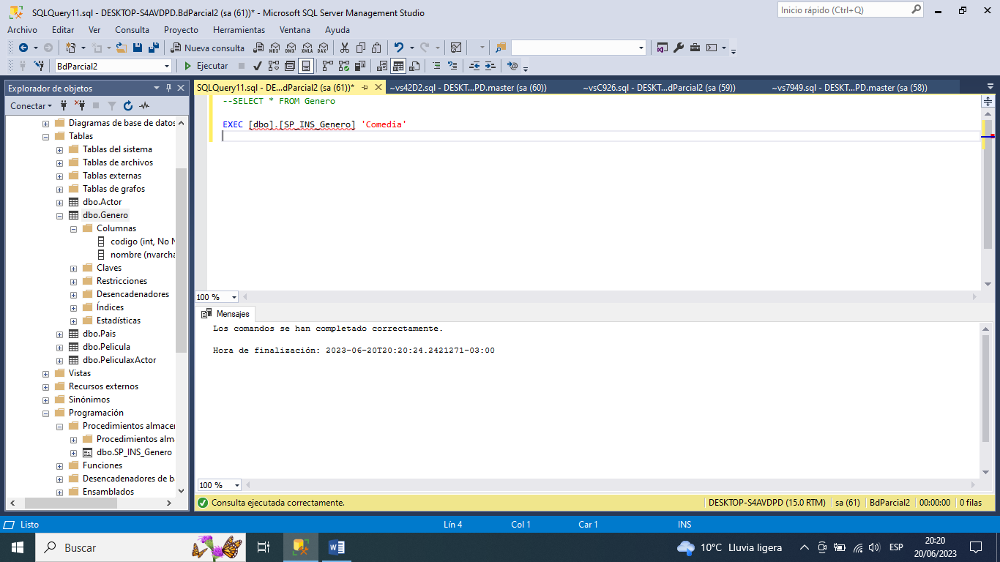 SQLQuery11.sql - DESKTOP-S4AVDPD.BdParcial2 (sa (61))* - Microsoft SQL Server Management Studio
Inicio rápido (Ctrl+Q)
Archivo Editar Ver Consulta Proyecto Herramientas Ventana Ayuda
Nueva consulta MDX DMX XMLA DAX
BdParcial2 Ejecutar
Explorador de objetos
Conectar
Diagramas de base de datos
Tablas
Tablas del sistema
Tablas de archivos
Tablas externas
Tablas de grafos
dbo.Actor
dbo.Genero
Columnas
codigo (int, No N
nombre (nvarcha
Claves
Restricciones
Desencadenadores
Índices
Estadísticas
dbo.Pais
dbo.Pelicula
dbo.PeliculaxActor
Vistas
Recursos externos
Sinónimos
Programación
Procedimientos almacer
Procedimientos alm
dbo.SP_INS_Genero
Funciones
Desencadenadores de b
Ensamblados
SQLQuery11.sql - DE...dParcial2 (sa (61))* ~vs42D2.sql - DESKT...PD.master (sa (60)) ~vsC926.sql - DESKT...dParcial2 (sa (59)) ~vs7949.sql - DESKT...PD.master (sa (58))
--SELECT * FROM Genero
EXEC [dbo].[SP_INS_Genero] 'Comedia'
100 %
Mensajes
Los comandos se han completado correctamente.
Hora de finalización: 2023-06-20T20:20:24.2421271-03:00
100 %
Consulta ejecutada correctamente. DESKTOP-S4AVDPD (15.0 RTM) sa (61) BdParcial2 00:00:00 0 filas
Listo Lín 4 Col 1 Car 1 INS
Buscar 10°C Lluvia ligera ESP 20:20
20/06/2023